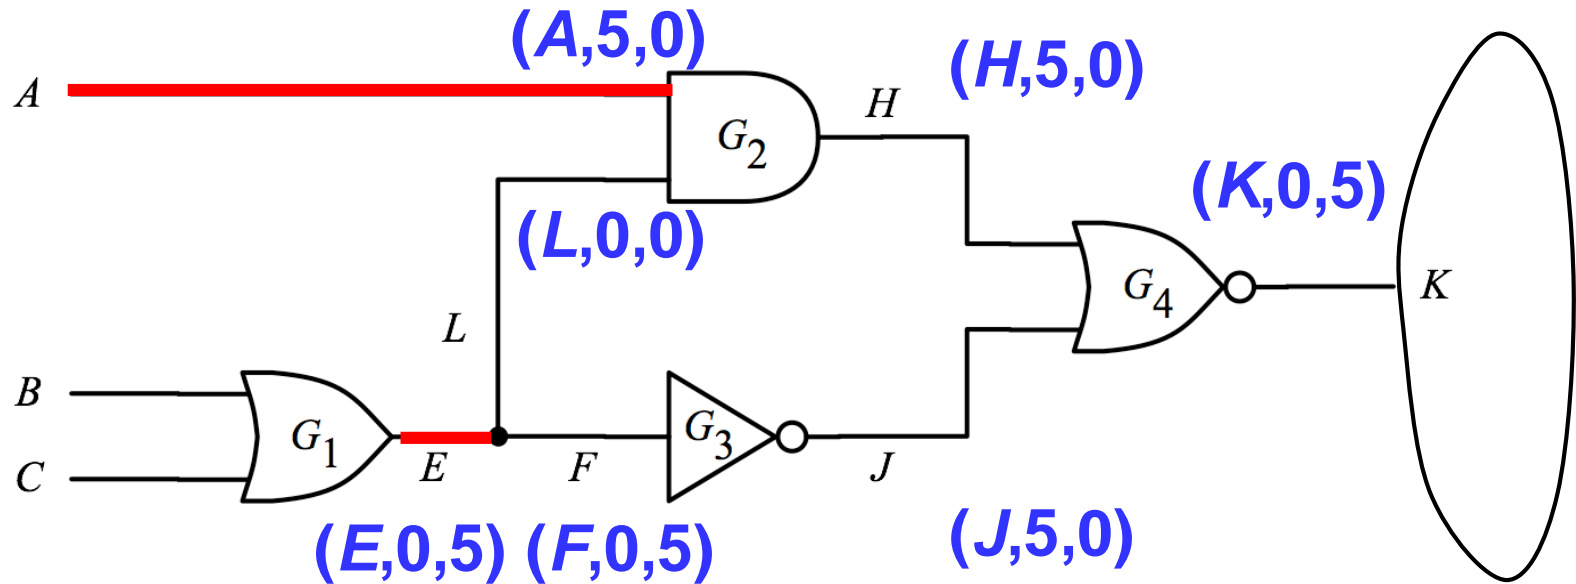 (A,5,0)
A
H
(H,5,0)
G2
(K,0,5)
(L,0,0)
L
G4
K
B
G1
G3
C
E
F
J
(E,0,5)
(F,0,5)
(J,5,0)